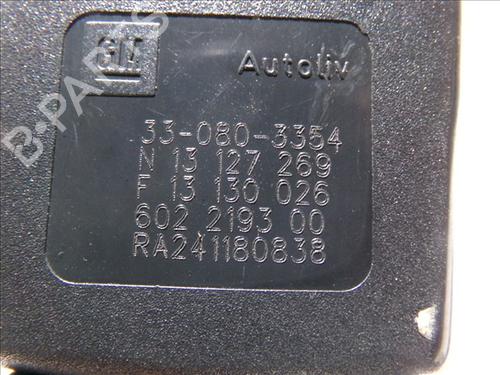 GM Autoliv
33-080-3354
N 13 127 269
F 13 130 026
602 2193 00
RA241180838
B-PARTS